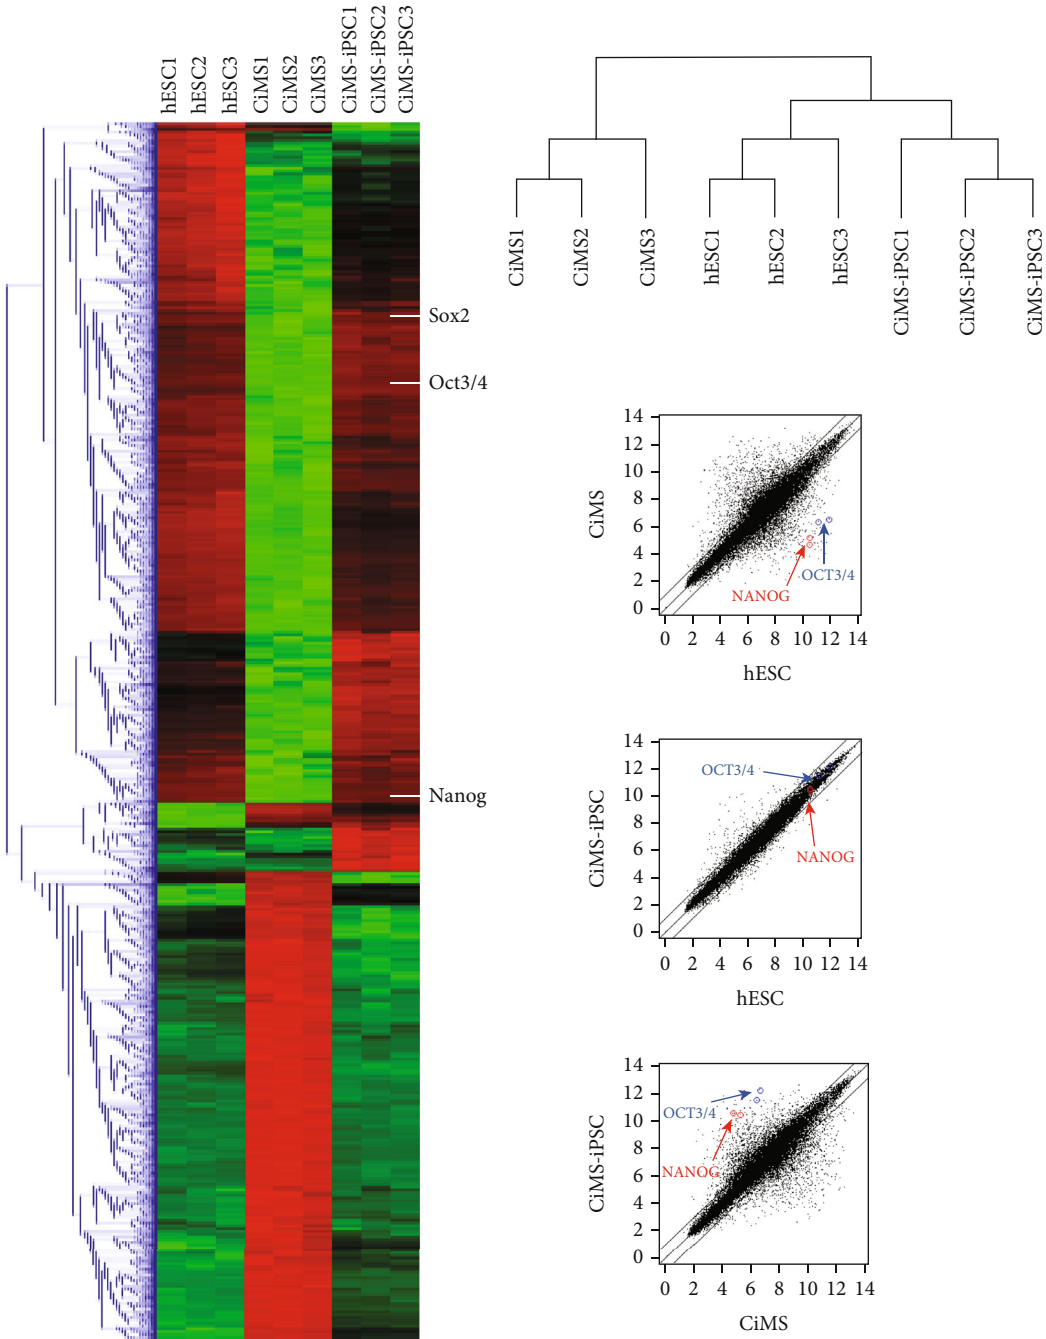 hESC1
hESC2
hESC3
CiMS1
CiMS2
CiMS3
CiMS-iPSC1
CiMS-iPSC2
CiMS-iPSC3
Sox2
Oct3/4
Nanog
CiMS1
CiMS2
CiMS3
hESC1
hESC2
hESC3
CiMS-iPSC1
CiMS-iPSC2
CiMS-iPSC3
14
12
10
8
6
4
2
0
CiMS
OCT3/4
NANOG
0 2 4 6 8 10 12 14
hESC
14
12
10
8
6
4
2
0
CiMS-iPSC
OCT3/4
NANOG
0 2 4 6 8 10 12 14
hESC
14
12
10
8
6
4
2
0
CiMS-iPSC
OCT3/4
NANOG
0 2 4 6 8 10 12 14
CiMS